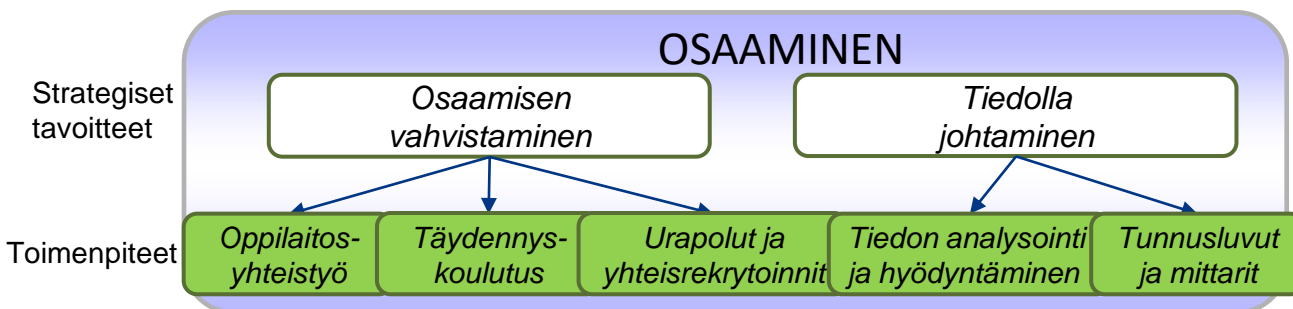 OSAAMINEN
Strategiset
tavoitteet
Osaamisen
vahvistaminen
Tiedolla
johtaminen
Toimenpiteet
Oppilaitos-
yhteistyö
Täydennys-
koulutus
Urapolut ja
yhteisrekrytoinnit
Tiedon analysointi
ja hyödyntäminen
Tunnusluvut
ja mittarit